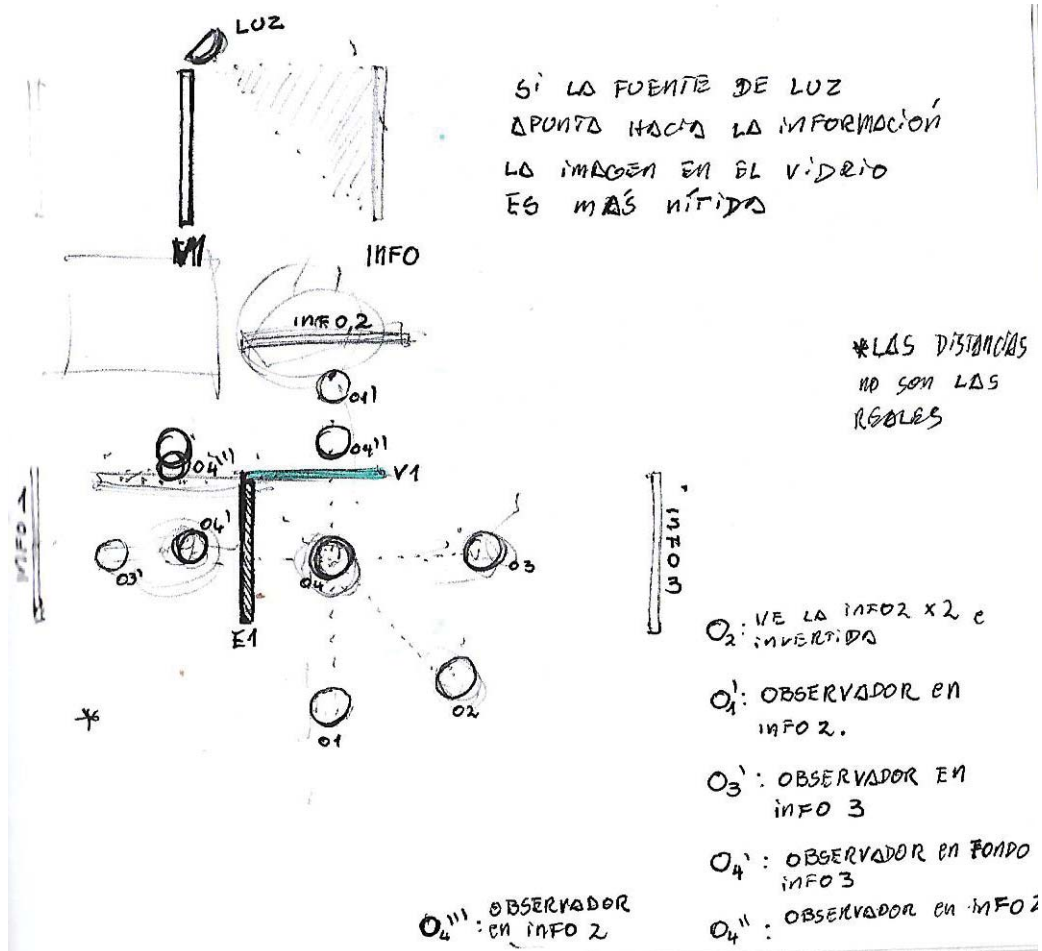 LUZ
SI LA FUENTE DE LUZ
APUNTA HACIA LA INFORMACIÓN
LA IMAGEN EN EL VIDRIO
ES MÁS NÍTIDA
INFO
INFO,2
*LAS DISTANCIAS
NO SON LAS
REALES
O1'
O4''
O4'''
V1
INFO 1
O4'
O3'
O4
O3
INFO 3
E1
O2
O1
*
O2: VE LA INFO2 X2 e
INVERTIDA
O1': OBSERVADOR en
INFO 2.
O3': OBSERVADOR EN
INFO 3
O4': OBSERVADOR en FONDO
INFO 3
O4'': OBSERVADOR en INFO 2
O4''': OBSERVADOR
en INFO 2